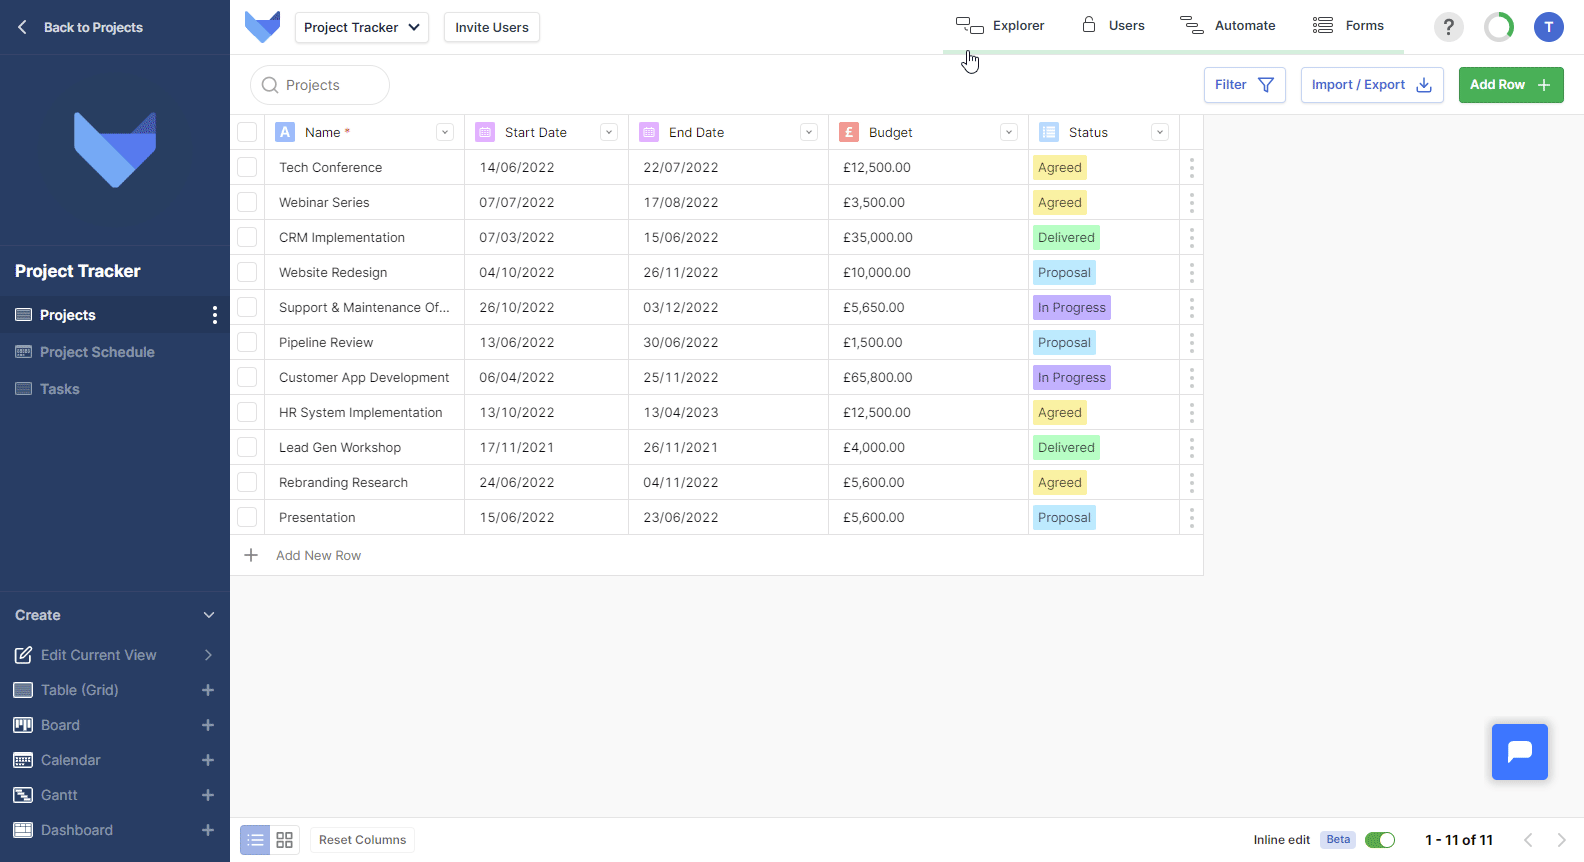 Back to Projects
Project Tracker
Invite Users
Explorer
Users
Automate
Forms
?
T
Projects
Filter
Import / Export
Add Row
A Name *
Start Date
End Date
£ Budget
Status
Tech Conference 14/06/2022 22/07/2022 £12,500.00 Agreed
Webinar Series 07/07/2022 17/08/2022 £3,500.00 Agreed
CRM Implementation 07/03/2022 15/06/2022 £35,000.00 Delivered
Website Redesign 04/10/2022 26/11/2022 £10,000.00 Proposal
Support & Maintenance Of... 26/10/2022 03/12/2022 £5,650.00 In Progress
Pipeline Review 13/06/2022 30/06/2022 £1,500.00 Proposal
Customer App Development 06/04/2022 25/11/2022 £65,800.00 In Progress
HR System Implementation 13/10/2022 13/04/2023 £12,500.00 Agreed
Lead Gen Workshop 17/11/2021 26/11/2021 £4,000.00 Delivered
Rebranding Research 24/06/2022 04/11/2022 £5,600.00 Agreed
Presentation 15/06/2022 23/06/2022 £5,600.00 Proposal
Add New Row
Project Tracker
Projects
Project Schedule
Tasks
Create
Edit Current View
Table (Grid)
Board
Calendar
Gantt
Dashboard
Reset Columns
Inline edit Beta
1 - 11 of 11